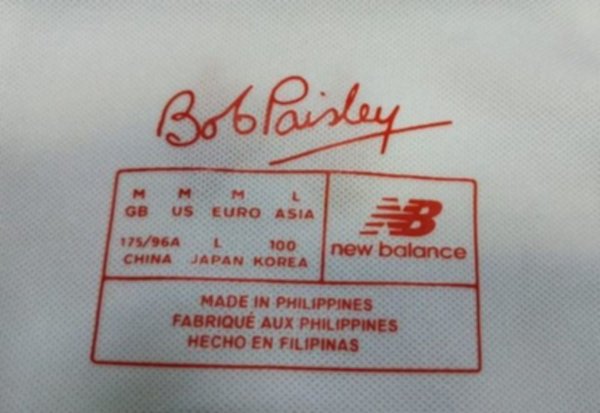 Bob Paisley
M M M L
GB US EURO ASIA
175/96A L 100
CHINA JAPAN KOREA
NB
new balance
MADE IN PHILIPPINES
FABRIQUÉ AUX PHILIPPINES
HECHO EN FILIPINAS